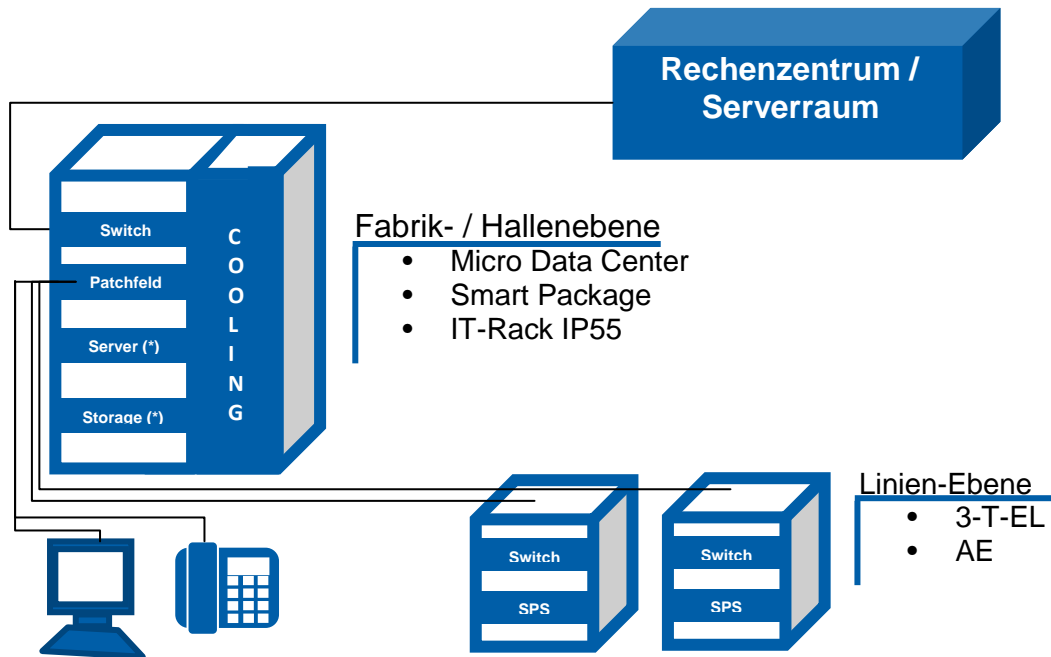 Rechenzentrum /
Serverraum
Switch
Patchfeld
Server (*)
Storage (*)
COOLING
Fabrik- / Hallenebene
• Micro Data Center
• Smart Package
• IT-Rack IP55
Switch
SPS
Switch
SPS
Linien-Ebene
• 3-T-EL
• AE